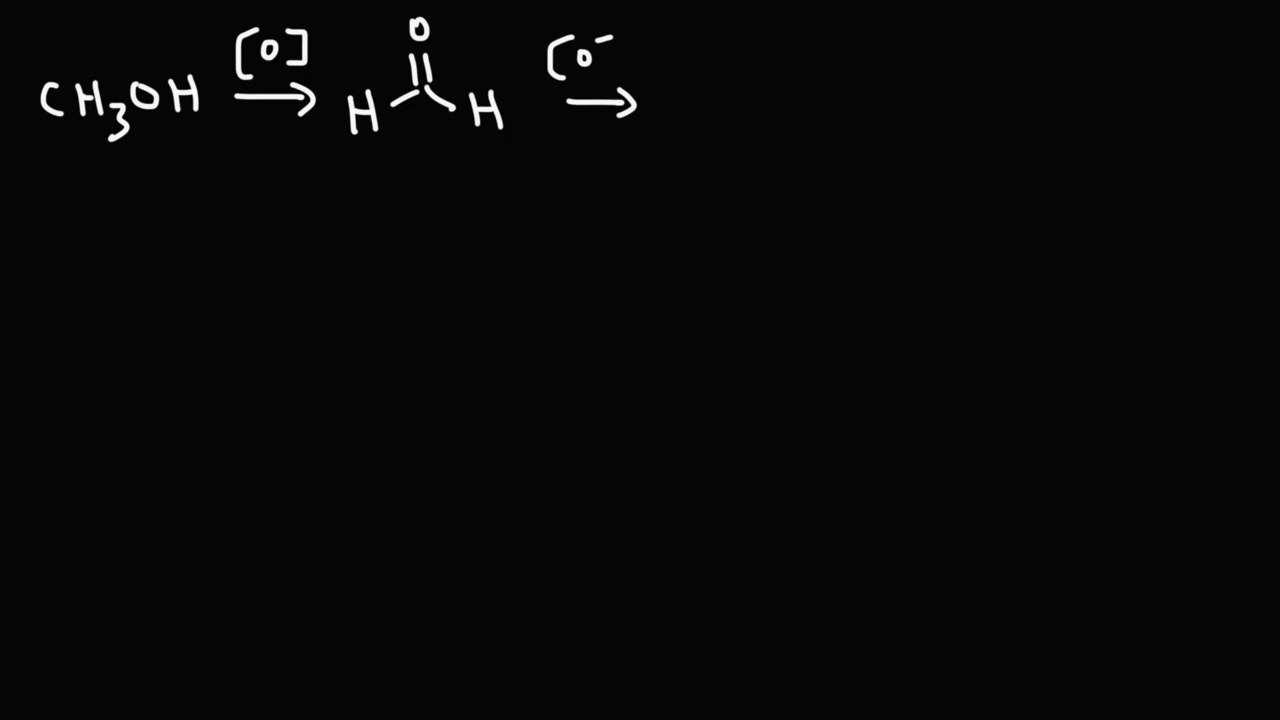 CH3OH [O] → H O H [O →